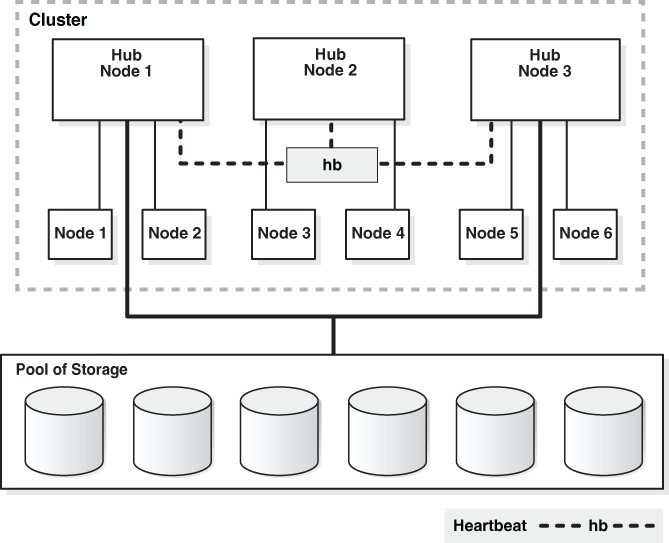 Cluster
Hub
Node 1
Hub
Node 2
Hub
Node 3
hb
Node 1
Node 2
Node 3
Node 4
Node 5
Node 6
Pool of Storage
Heartbeat hb